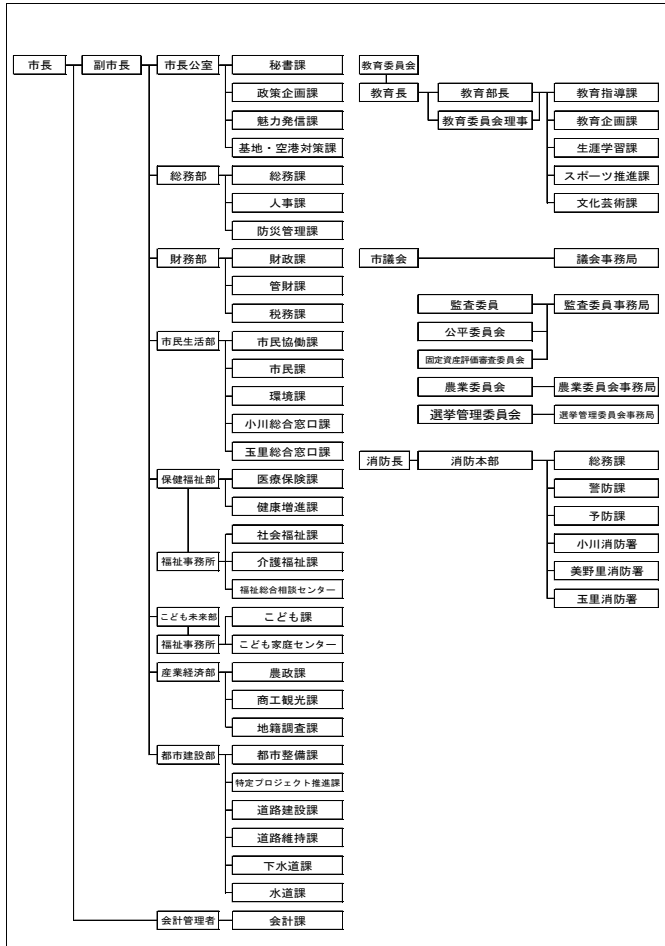 市長
副市長
市長公室
秘書課
政策企画課
魅力発信課
基地・空港対策課
総務部
総務課
人事課
防災管理課
財務部
財政課
管財課
税務課
市民生活部
市民協働課
市民課
環境課
小川総合窓口課
玉里総合窓口課
保健福祉部
医療保険課
健康増進課
福祉事務所
社会福祉課
介護福祉課
福祉総合相談センター
こども未来部
こども課
福祉事務所
こども家庭センター
産業経済部
農政課
商工観光課
地籍調査課
都市建設部
都市整備課
特定プロジェクト推進課
道路建設課
道路維持課
下水道課
水道課
会計管理者
会計課
教育委員会
教育長
教育部長
教育委員会理事
教育指導課
教育企画課
生涯学習課
スポーツ推進課
文化芸術課
市議会
議会事務局
監査委員
監査委員事務局
公平委員会
固定資産評価審査委員会
農業委員会
農業委員会事務局
選挙管理委員会
選挙管理委員会事務局
消防長
消防本部
総務課
警防課
予防課
小川消防署
美野里消防署
玉里消防署